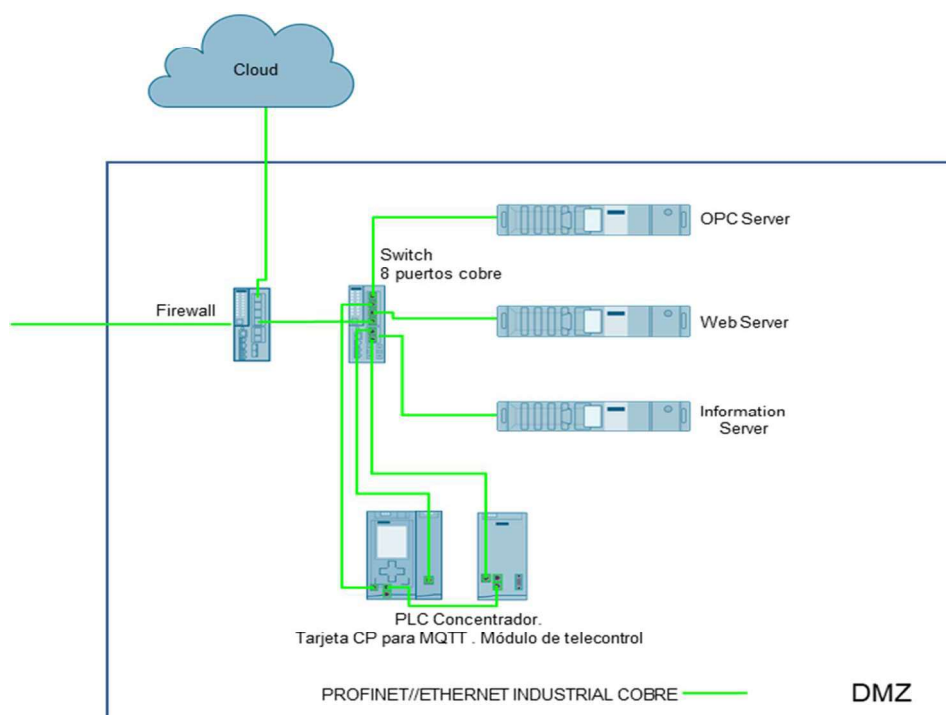 Cloud
OPC Server
Switch
8 puertos cobre
Firewall
Web Server
Information
Server
PLC Concentrador.
Tarjeta CP para MQTT . Módulo de telecontrol
PROFINET//ETHERNET INDUSTRIAL COBRE
DMZ